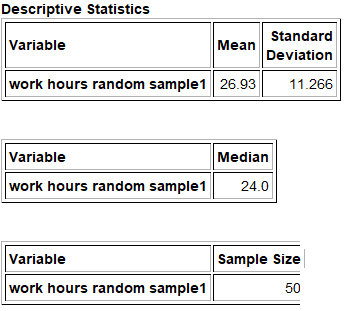 Descriptive Statistics
Variable Mean Standard Deviation
work hours random sample1 26.93 11.266
Variable Median
work hours random sample1 24.0
Variable Sample Size
work hours random sample1 50